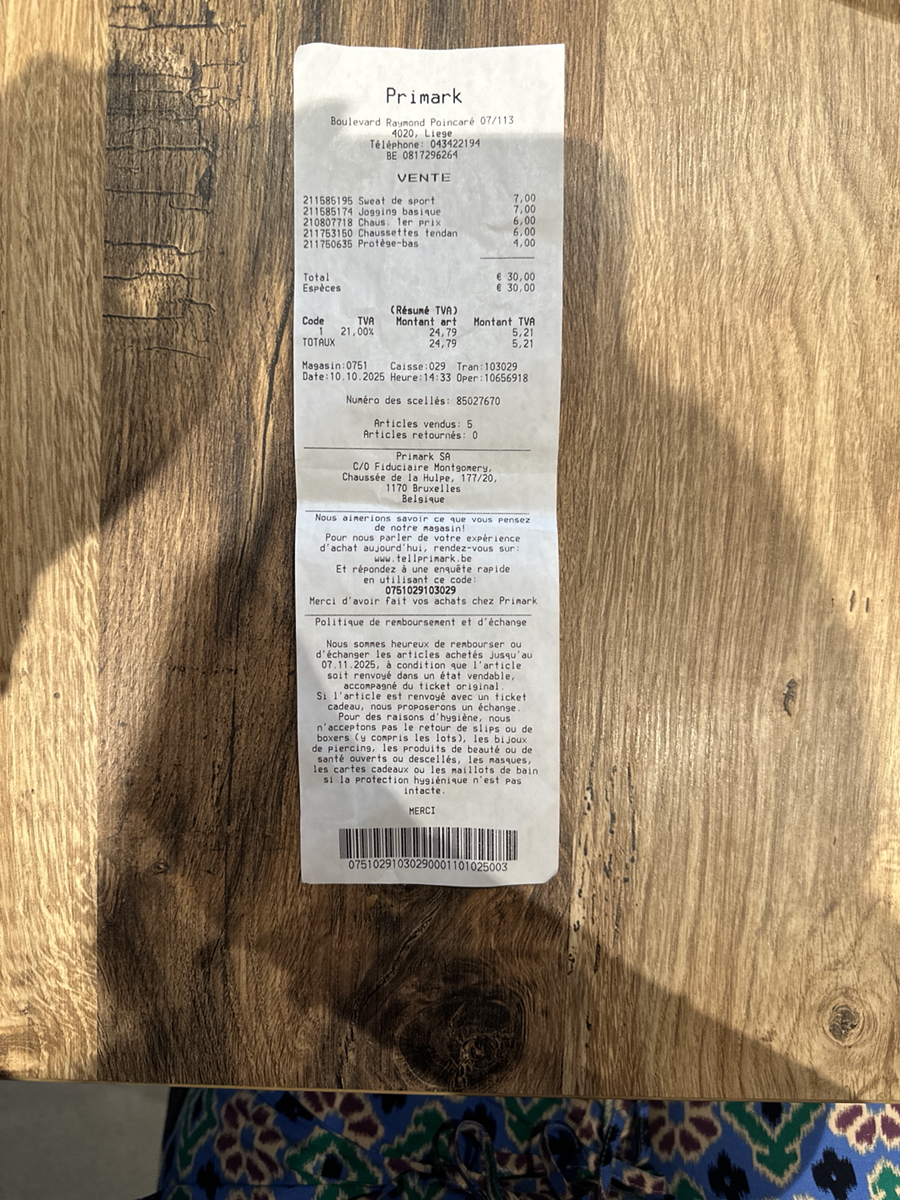 Primark
Boulevard Raymond Poincaré 07/113
4020, Liege
Téléphone: 043422194
BE 0817296264
VENTE
211585195 Sweat de sport 7,00
211585174 Jogging basique 7,00
210807718 Chaus. 1er prix 6,00
211753150 Chaussettes tendan 6,00
211750635 Protège-bas 4,00
Total € 30,00
Espèces € 30,00
(Résumé TVA)
Code TVA Montant art Montant TVA
1 21,00% 24,79 5,21
TOTAUX 24,79 5,21
Magasin:0751 Caisse:029 Tran:103029
Date:10.10.2025 Heure:14:33 Oper:10656918
Numéro des scellés: 85027670
Articles vendus: 5
Articles retournés: 0
Primark SA
C/O Fiduciaire Montgomery,
Chaussée de la Hulpe, 177/20,
1170 Bruxelles
Belgique
Nous aimerions savoir ce que vous pensez
de notre magasin!
Pour nous parler de votre expérience
d'achat aujourd'hui, rendez-vous sur:
www.tellprimark.be
Et répondez à une enquête rapide
en utilisant ce code:
0751029103029
Merci d'avoir fait vos achats chez Primark
Politique de remboursement et d'échange
Nous sommes heureux de rembourser ou
d'échanger les articles achetés jusqu'au
07.11.2025, à condition que l'article
soit renvoyé dans un état vendable,
accompagné du ticket original.
Si l'article est renvoyé avec un ticket
cadeau, nous proposerons un échange.
Pour des raisons d'hygiène, nous
n'acceptons pas le retour de slips ou de
boxers (y compris les lots), les bijoux
de piercing, les produits de beauté ou de
santé ouverts ou descellés, les masques,
les cartes cadeaux ou les maillots de bain
si la protection hygiénique n'est pas
intacte.
MERCI
07510291030290001101025003